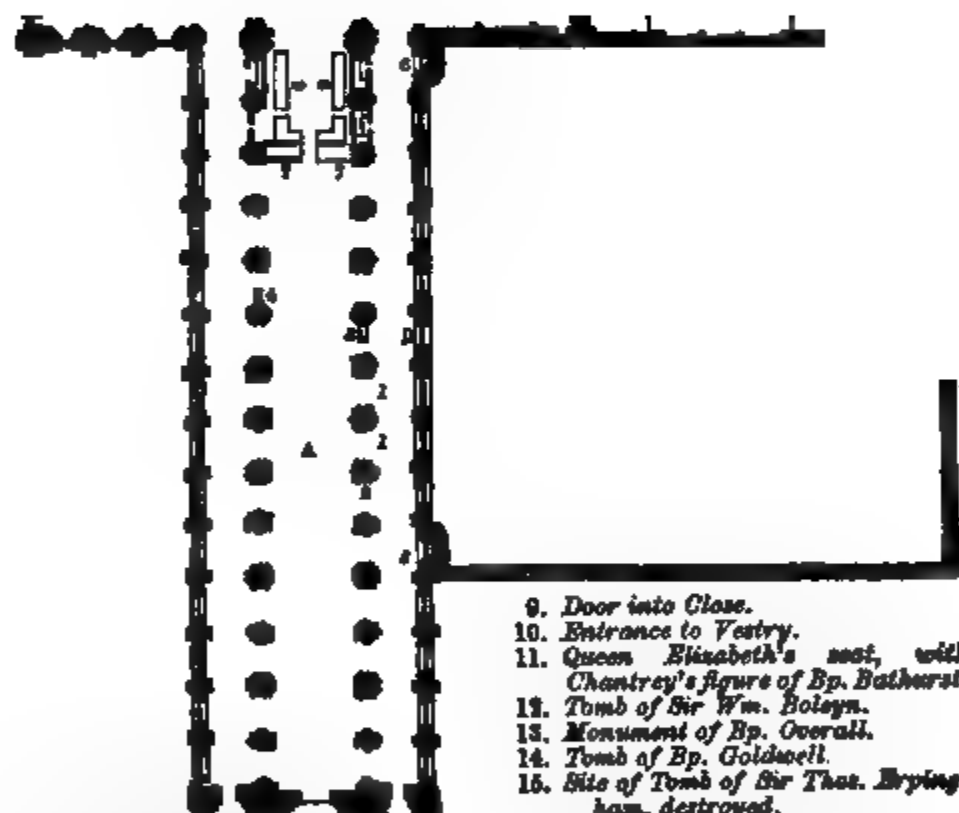 A
9. Door into Close.
10. Entrance to Vestry.
11. Queen Elizabeth's seat, with
Chantrey's figure of Bp. Bathurst
12. Tomb of Sir Wm. Boleyn.
13. Monument of Bp. Overall.
14. Tomb of Bp. Goldwell.
15. Site of Tomb of Sir Thos. Erping-
ham, destroyed.